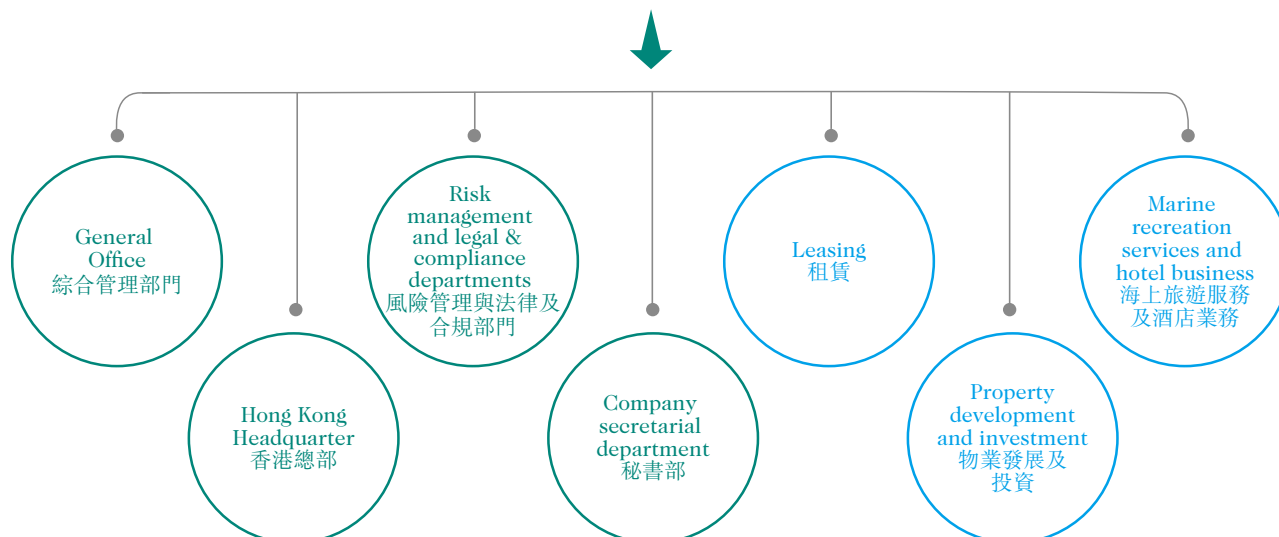 General
Office
綜合管理部門
Hong Kong
Headquarter
香港總部
Risk
management
and legal &
compliance
departments
風險管理與法律及
合規部門
Company
secretarial
department
秘書部
Leasing
租賃
Property
development
and investment
物業發展及
投資
Marine
recreation
services and
hotel business
海上旅遊服務
及酒店業務